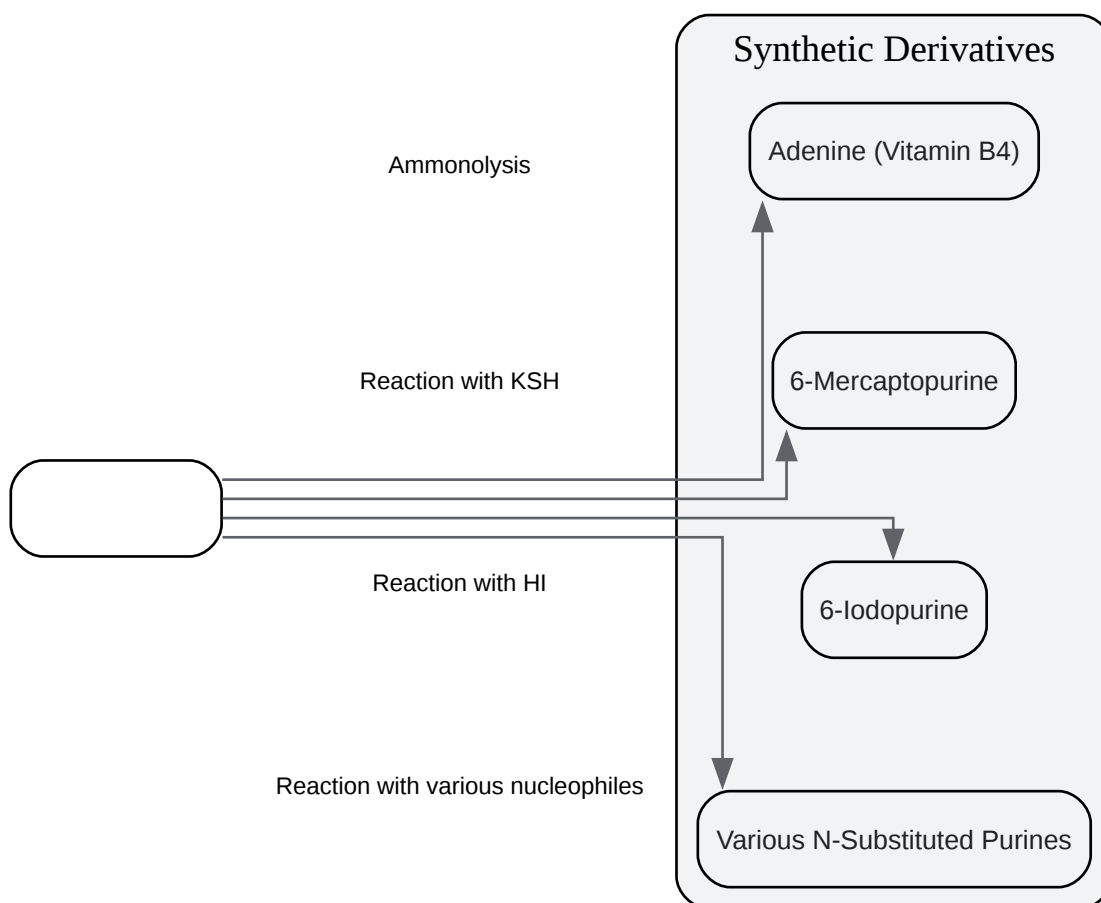 Synthetic Derivatives
Ammonolysis
Adenine (Vitamin B4)
Reaction with KSH
6-Mercaptopurine
Reaction with HI
6-Iodopurine
Reaction with various nucleophiles
Various N-Substituted Purines